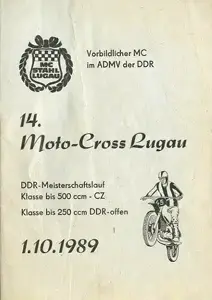 MC
STAHL
LUGAU
Vorbildlicher MC
im ADMV der DDR
14.
Moto-Cross Lugau
DDR-Meisterschaftslauf
Klasse bis 500 ccm - CZ
Klasse bis 250 ccm DDR-offen
1.10.1989